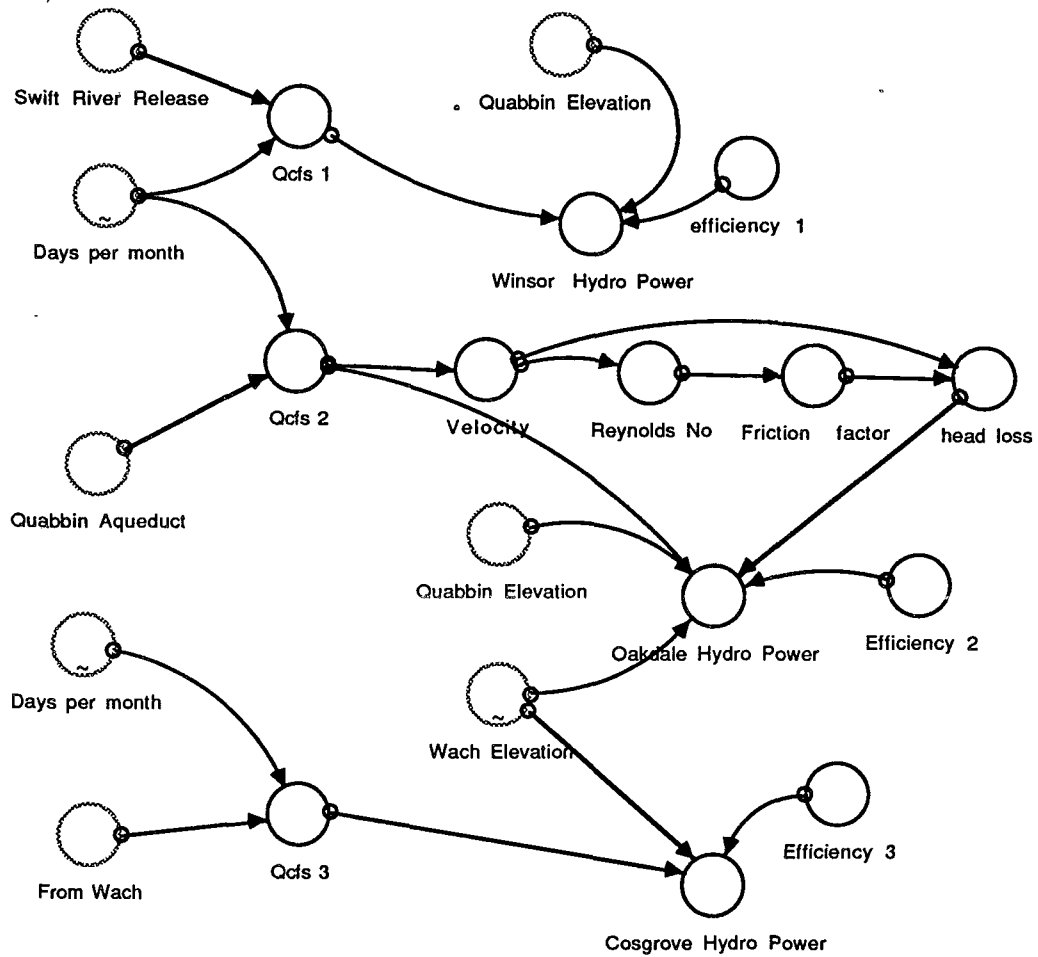 Swift River Release
Quabbin Elevation
Qcfs 1
efficiency 1
~
Days per month
Winsor Hydro Power
Qcfs 2
Velocity
Reynolds No
Friction factor
head loss
Quabbin Aqueduct
Quabbin Elevation
Oakdale Hydro Power
Efficiency 2
~
Days per month
~
Wach Elevation
Qcfs 3
Efficiency 3
From Wach
Cosgrove Hydro Power